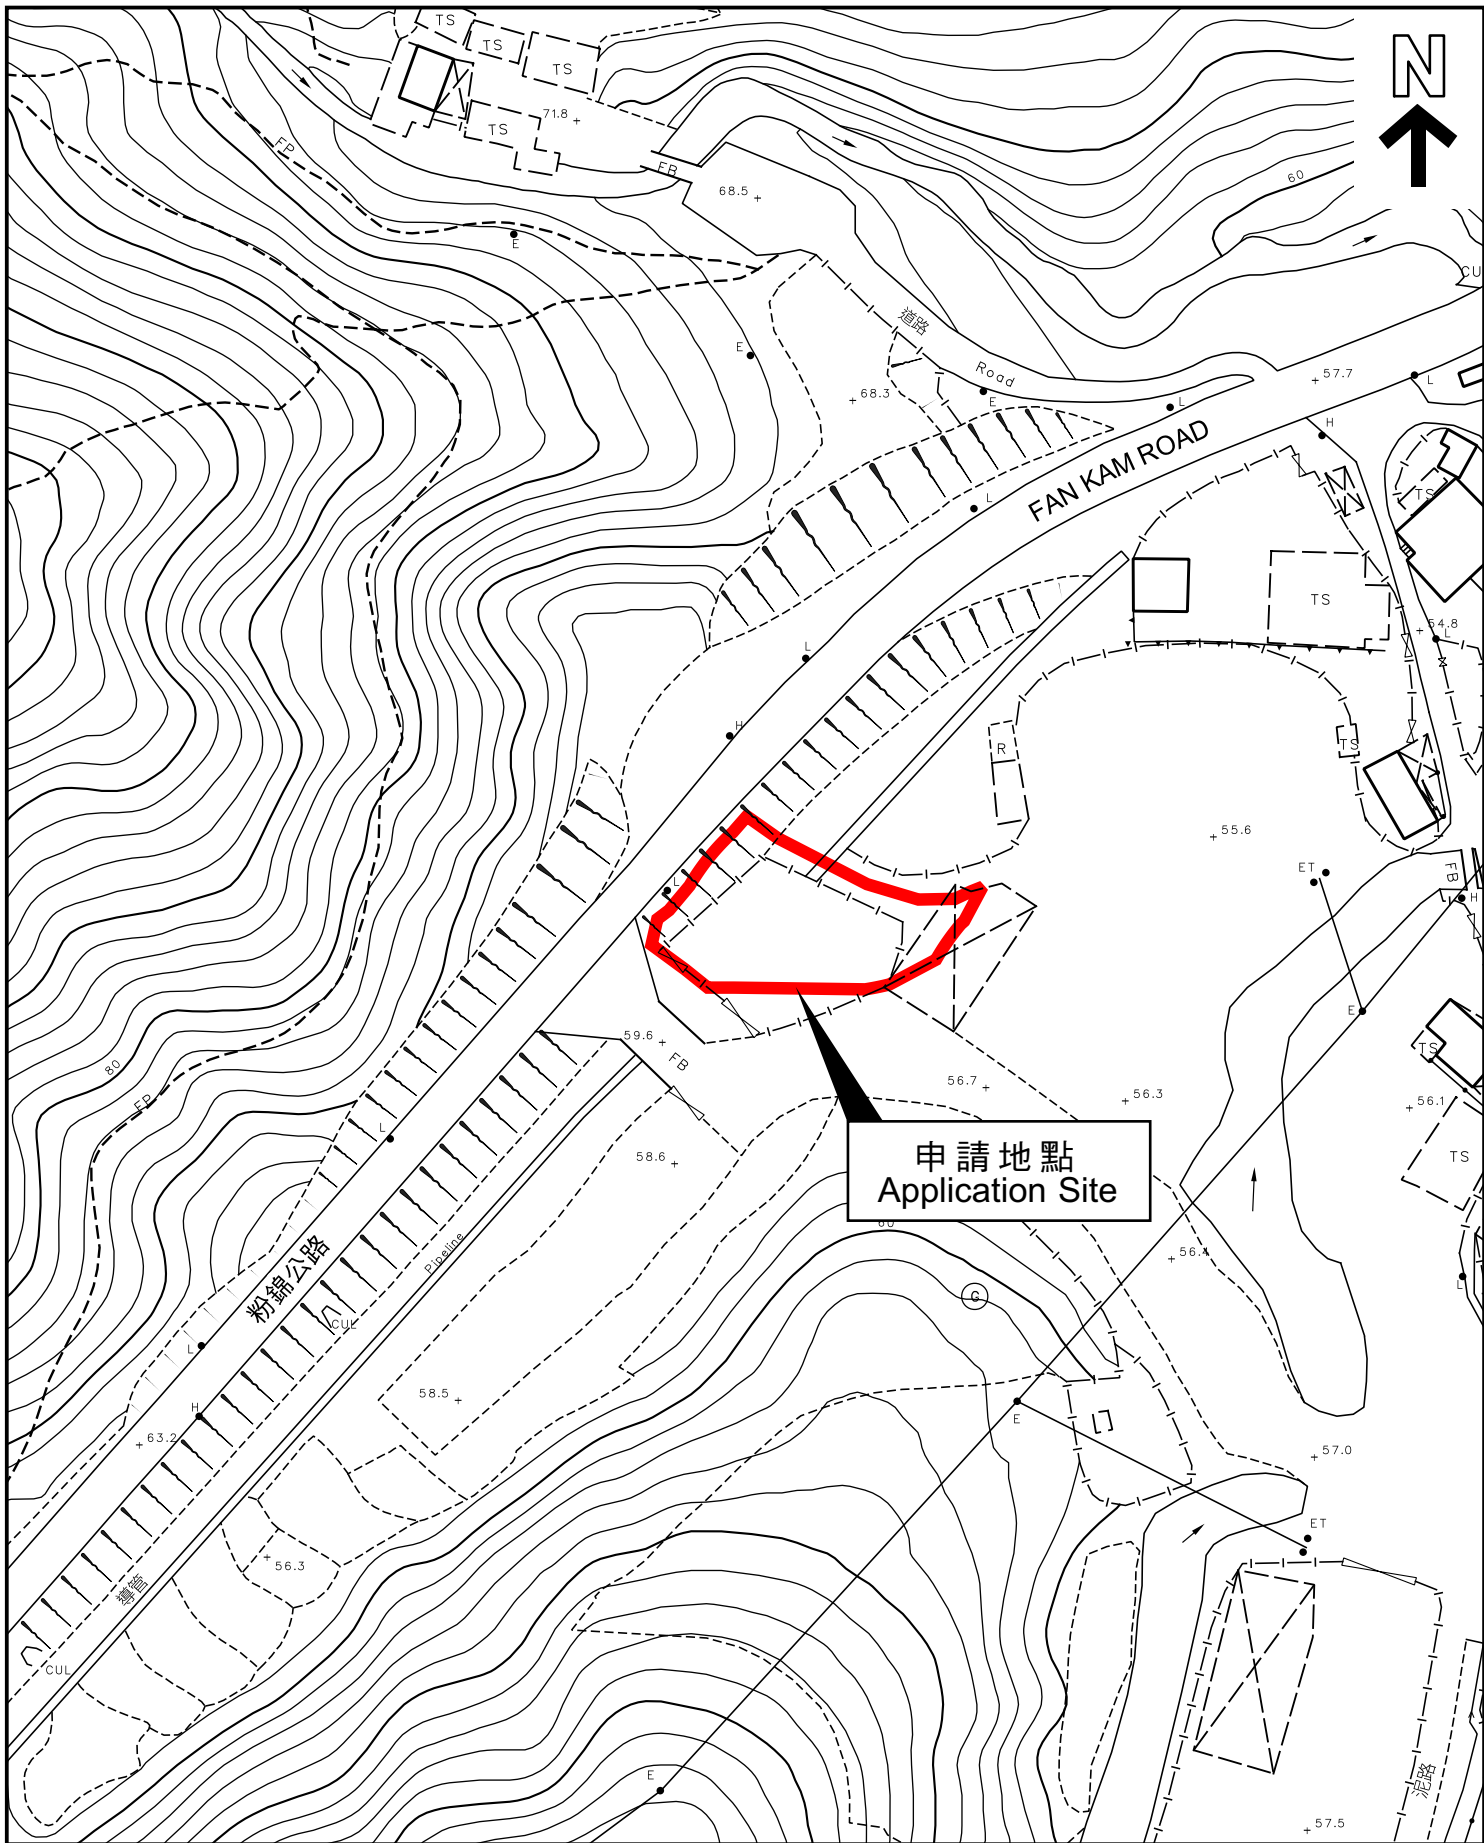 TS
TS
TS
N
71.8
TS
FP
FB
60
68.5
E
CUL
道路
E
Road
57.7
L
68.3
E
L
H
FAN KAM ROAD
TS
L
TS
54.8
L
L
H
R
TS
55.6
ET
FB
L
H
E
59.6
FB
TS
80
56.7
56.3
56.1
FP
L
申請地點
Application Site
58.6
TS
60
56.4
Pipeline
粉錦公路
G
L
CUL
L
58.5
H
E
63.2
57.0
ET
56.3
導管
CUL
E
泥路
57.5